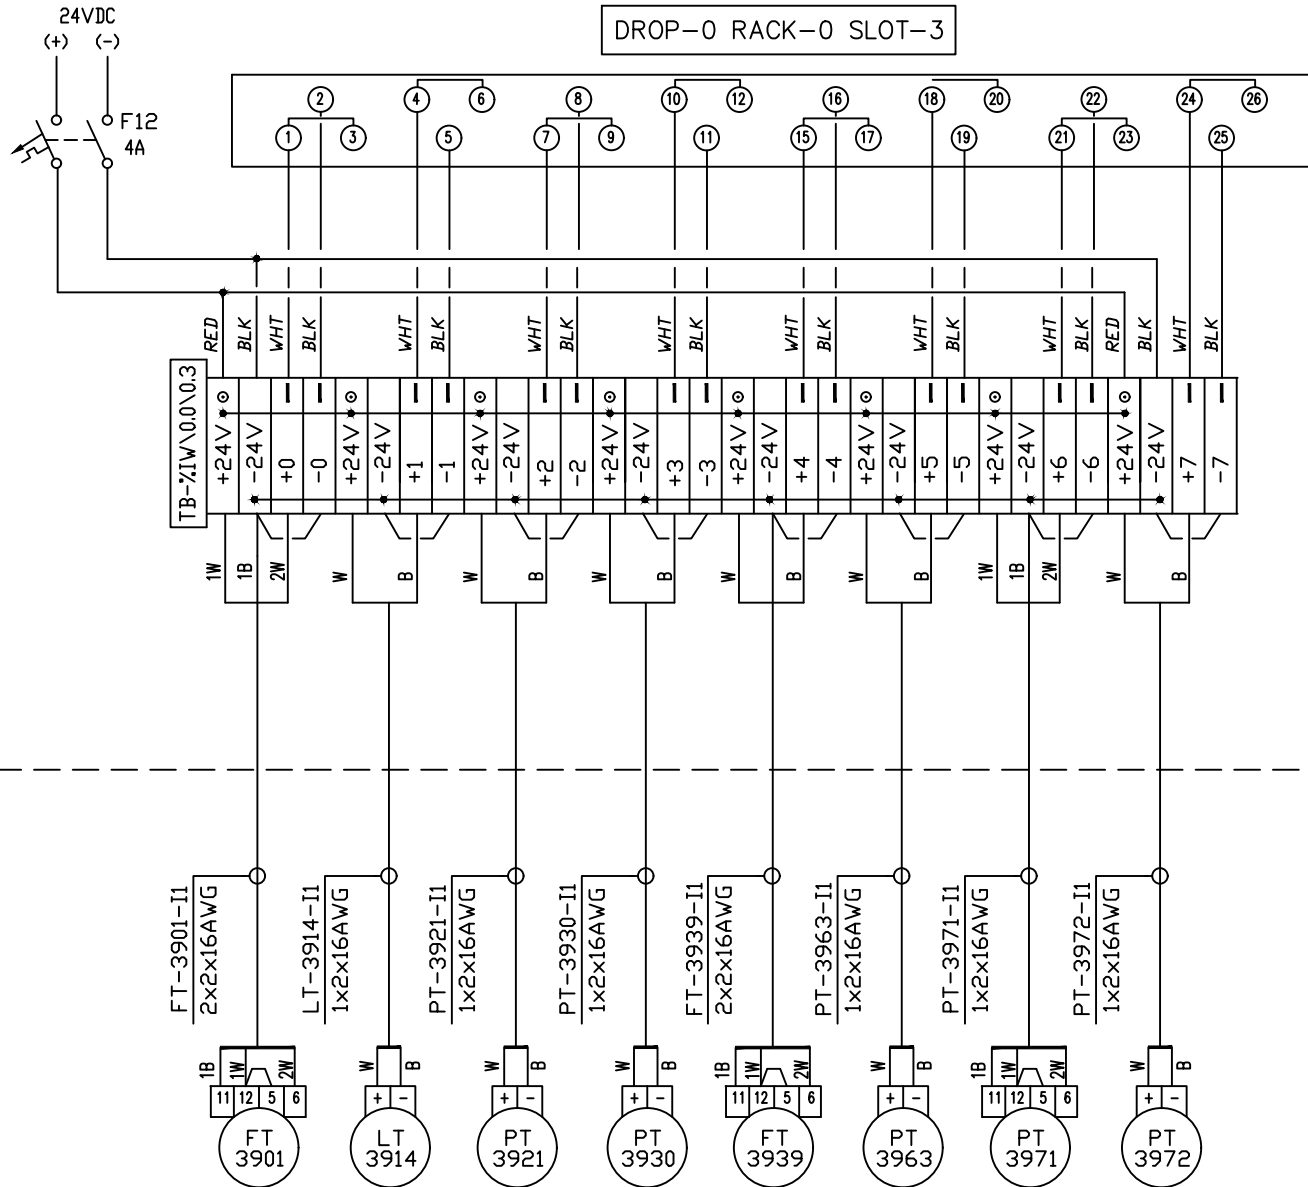 24VDC
(+) (-)
F12
4A
DROP-0 RACK-0 SLOT-3
2 4 6 8 10 12 16 18 20 22 24 26
1 3 5 7 9 11 15 17 19 21 23 25
RED BLK WHT BLK WHT BLK WHT BLK WHT BLK WHT BLK WHT BLK WHT BLK RED BLK WHT BLK
TB-%IW\0.0\0.3
+24V -24V +0 -0 +24V -24V +1 -1 +24V -24V +2 -2 +24V -24V +3 -3 +24V -24V +4 -4 +24V -24V +5 -5 +24V -24V +6 -6 +24V -24V +7 -7
1W 1B 2W W B W B W B W B W B 1W 1B 2W W B
FT-3901-I1
2x2x16AWG
LT-3914-I1
1x2x16AWG
PT-3921-I1
1x2x16AWG
PT-3930-I1
1x2x16AWG
FT-3939-I1
2x2x16AWG
PT-3963-I1
1x2x16AWG
PT-3971-I1
1x2x16AWG
PT-3972-I1
1x2x16AWG
1B 1W 2W W B W B W B 1B 1W 2W W B 1B 1W 2W W B
11 12 5 6 + - + - + - 11 12 5 6 + - 11 12 5 6 + -
FT
3901
LT
3914
PT
3921
PT
3930
FT
3939
PT
3963
PT
3971
PT
3972